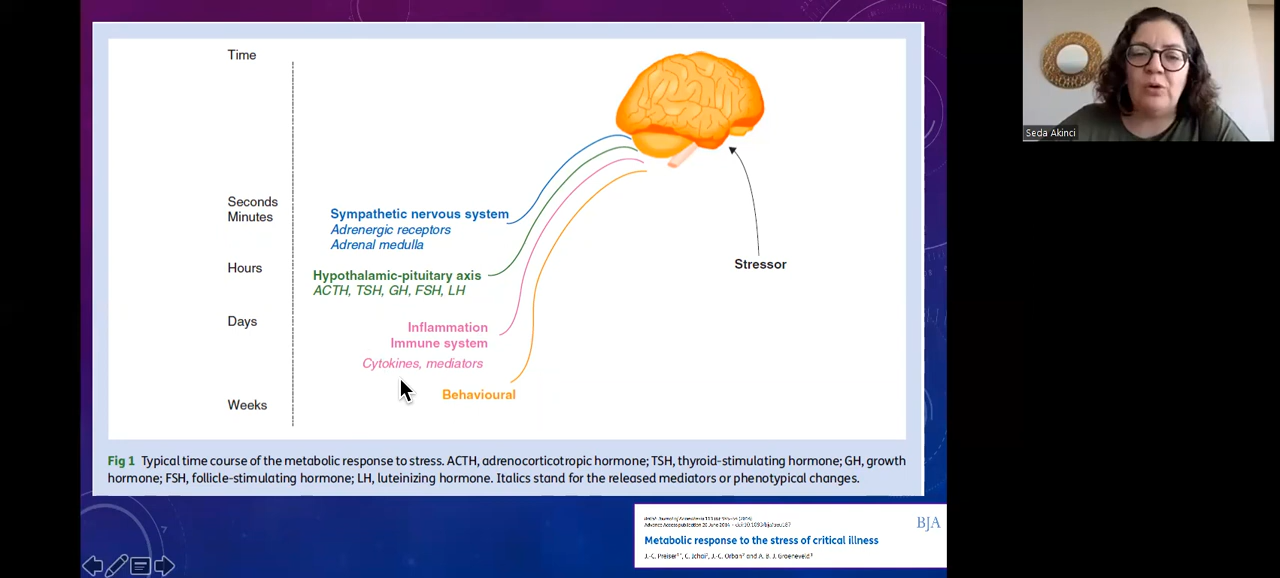 Time
Seconds
Minutes
Hours
Days
Weeks
Sympathetic nervous system
Adrenergic receptors
Adrenal medulla
Hypothalamic-pituitary axis
ACTH, TSH, GH, FSH, LH
Inflammation
Immune system
Cytokines, mediators
Behavioural
Stressor
Fig 1 Typical time course of the metabolic response to stress. ACTH, adrenocorticotropic hormone; TSH, thyroid-stimulating hormone; GH, growth
hormone; FSH, follicle-stimulating hormone; LH, luteinizing hormone. Italics stand for the released mediators or phenotypical changes.
BJA
Metabolic response to the stress of critical illness
Seda Akinci